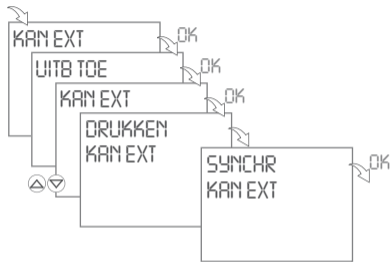 KAN EXT
OK
UITB TOE
OK
KAN EXT
OK
DRUKKEN
KAN EXT
SYNCHR
KAN EXT
OK